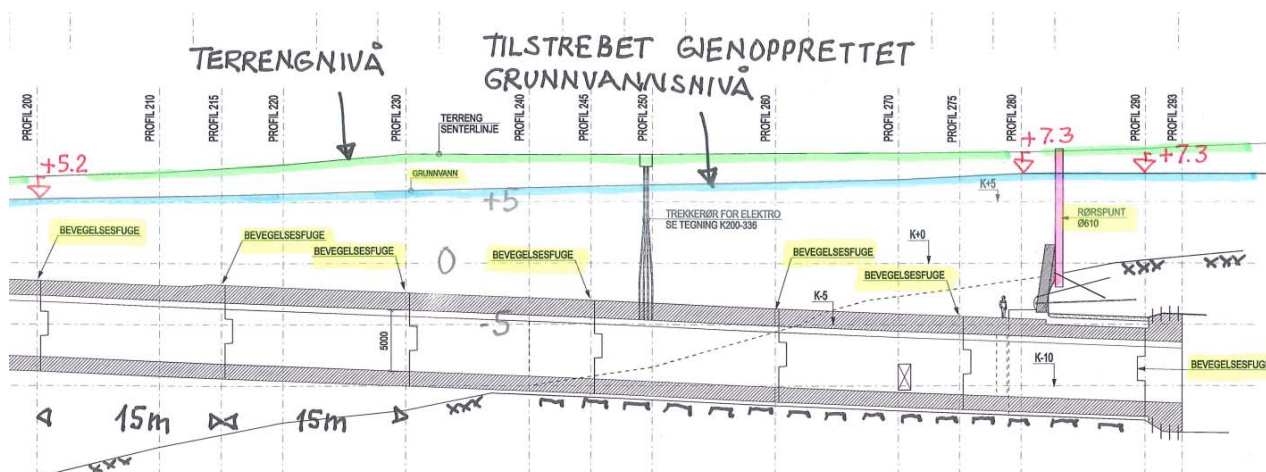 TERRENGNIVÅ
TILSTREBET GJENOPPRETTET
GRUNNVANNSNIVÅ
PROFIL 200
PROFIL 210
PROFIL 215
PROFIL 220
PROFIL 230
PROFIL 240
PROFIL 245
PROFIL 250
PROFIL 260
PROFIL 270
PROFIL 275
PROFIL 280
PROFIL 290
PROFIL 293
TERRENG
SENTERLINJE
+5.2
+7.3
+7.3
GRUNNVANN
+5
K+5
TREKKERØR FOR ELEKTRO
SE TEGNING K200-336
RØRSPUNT
Ø610
BEVEGELSESFUGE
BEVEGELSESFUGE
BEVEGELSESFUGE
BEVEGELSESFUGE
BEVEGELSESFUGE
BEVEGELSESFUGE
K+0
0
K-5
-5
5000
K-10
BEVEGELSESFUGE
15m
15m